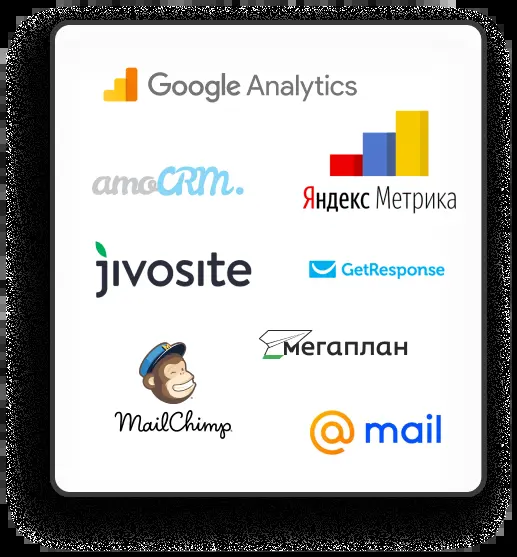 Google Analytics
amoCRM.
Яндекс Метрика
jivosite
GetResponse
мегаплан
MailChimp
@mail